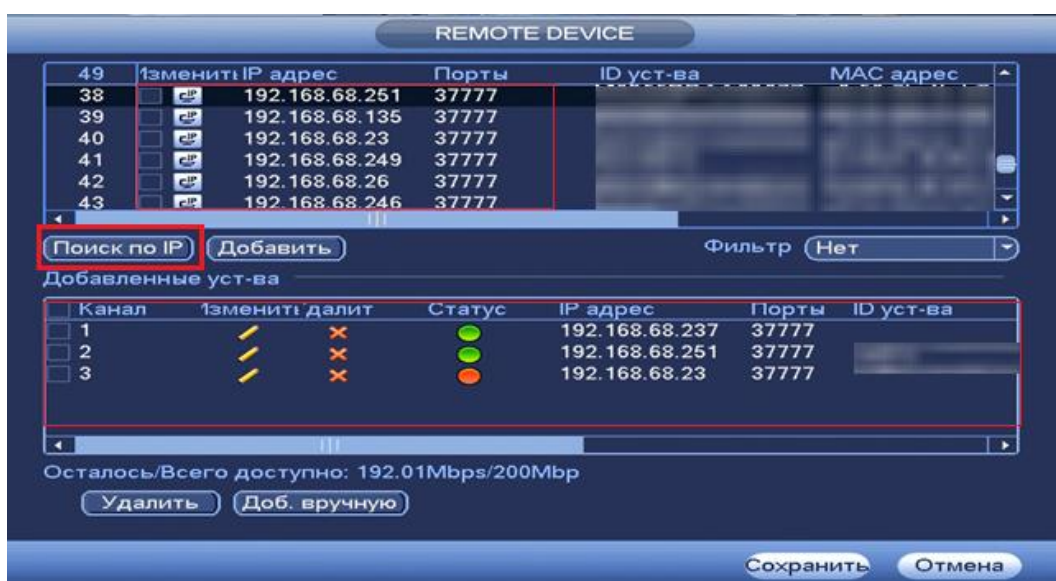 REMOTE DEVICE
49 Изменить IP адрес Порты ID уст-ва MAC адрес
38 192.168.68.251 37777
39 192.168.68.135 37777
40 192.168.68.23 37777
41 192.168.68.249 37777
42 192.168.68.26 37777
43 192.168.68.246 37777
Поиск по IP Добавить Фильтр Нет
Добавленные уст-ва
Канал Изменить далит Статус IP адрес Порты ID уст-ва
1 192.168.68.237 37777
2 192.168.68.251 37777
3 192.168.68.23 37777
Осталось/Всего доступно: 192.01Mbps/200Mbp
Удалить Доб. вручную
Сохранить Отмена